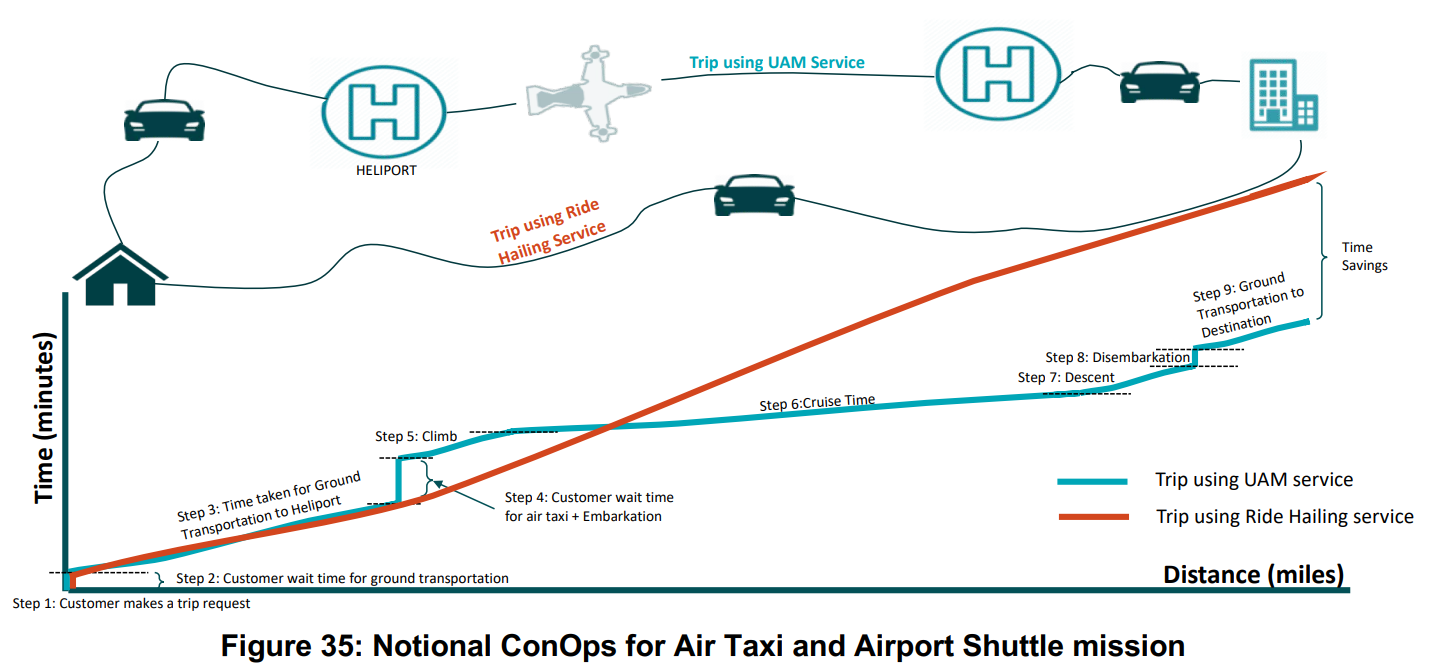 Trip using UAM Service
H
H
HELIPORT
Trip using Ride
Hailing Service
Time
Savings
Step 9: Ground
Transportation to
Destination
Step 8: Disembarkation
Step 7: Descent
Step 6:Cruise Time
Step 5: Climb
Step 4: Customer wait time
for air taxi + Embarkation
Step 3: Time taken for Ground
Transportation to Heliport
Step 2: Customer wait time for ground transportation
Step 1: Customer makes a trip request
Time (minutes)
Trip using UAM service
Trip using Ride Hailing service
Distance (miles)
Figure 35: Notional ConOps for Air Taxi and Airport Shuttle mission